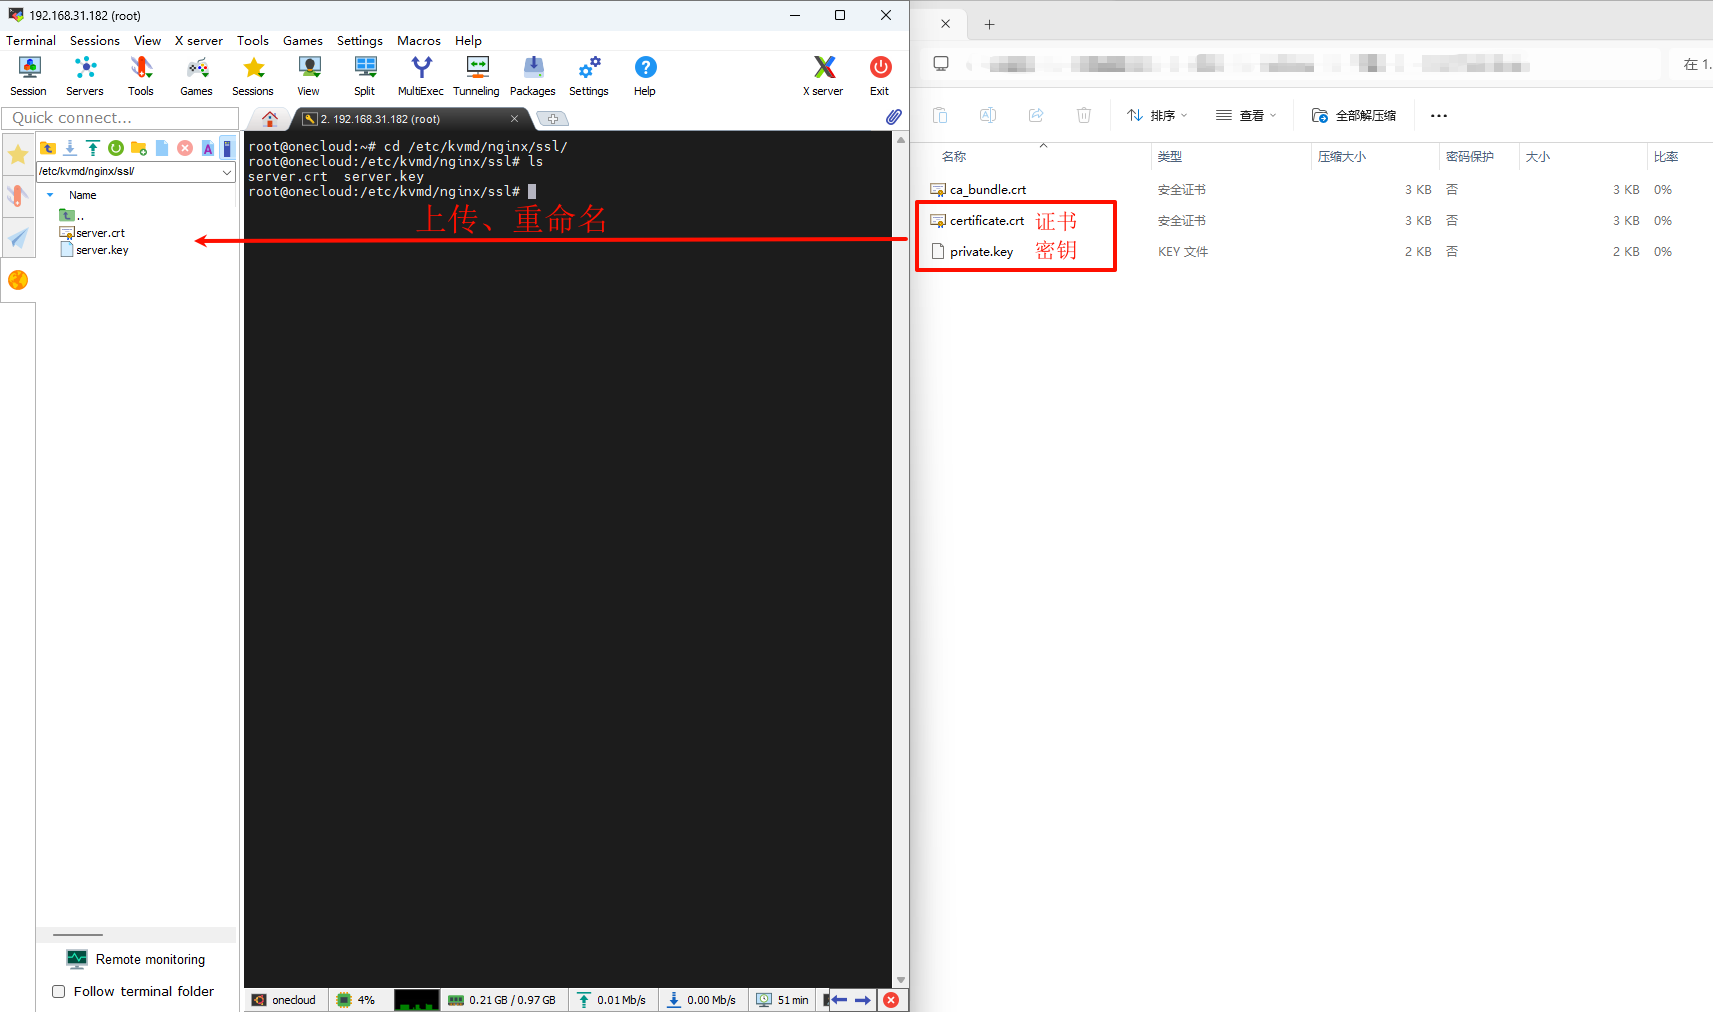 192.168.31.182 (root)
Terminal Sessions View X server Tools Games Settings Macros Help
Session Servers Tools Games Sessions View Split MultiExec Tunneling Packages Settings Help X server Exit
Quick connect...
2. 192.168.31.182 (root)
/etc/kvmd/nginx/ssl/
Name
..
server.crt
server.key
root@onecloud:~# cd /etc/kvmd/nginx/ssl/
root@onecloud:/etc/kvmd/nginx/ssl# ls
server.crt  server.key
root@onecloud:/etc/kvmd/nginx/ssl#
上传、重命名
Remote monitoring
Follow terminal folder
onecloud 4% 0.21 GB / 0.97 GB 0.01 Mb/s 0.00 Mb/s 51 min
在 1.
排序 查看 全部解压缩 ...
名称 类型 压缩大小 密码保护 大小 比率
ca_bundle.crt 安全证书 3 KB 否 3 KB 0%
certificate.crt 证书 安全证书 3 KB 否 3 KB 0%
private.key 密钥 KEY 文件 2 KB 否 2 KB 0%